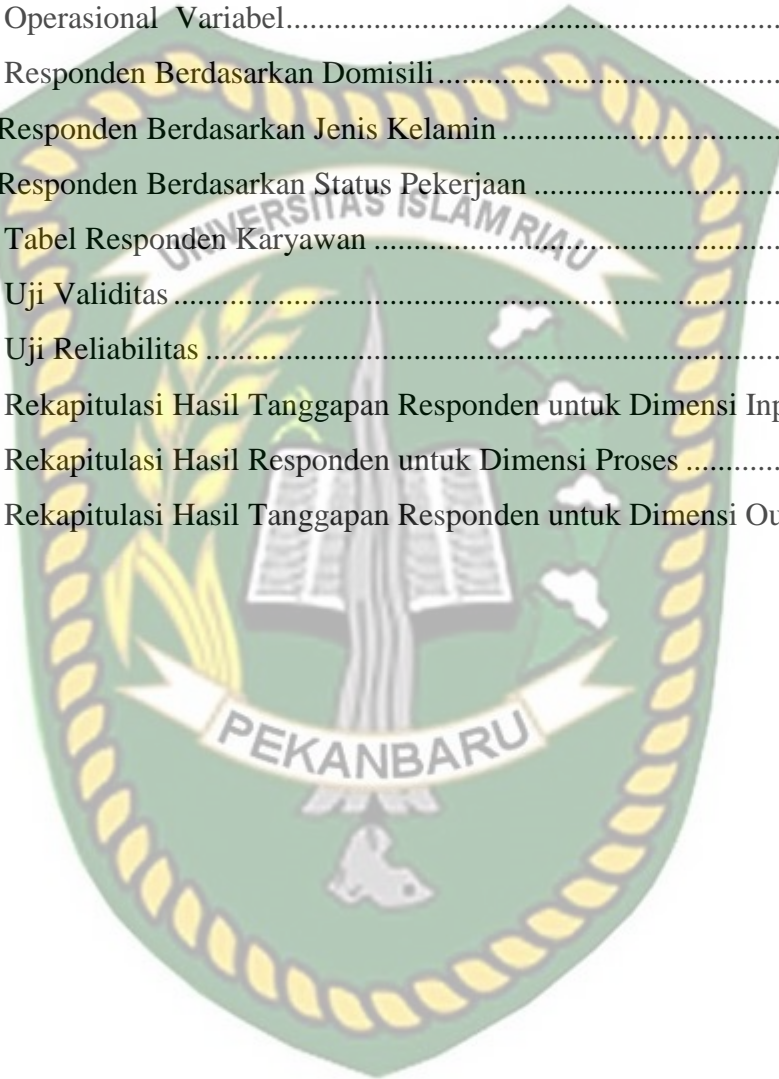 Operasional Variabel
Responden Berdasarkan Domisili
Responden Berdasarkan Jenis Kelamin
Responden Berdasarkan Status Pekerjaan
UNIVERSITAS ISLAM RIAU
Tabel Responden Karyawan
Uji Validitas
Uji Reliabilitas
Rekapitulasi Hasil Tanggapan Responden untuk Dimensi Inp
Rekapitulasi Hasil Responden untuk Dimensi Proses
Rekapitulasi Hasil Tanggapan Responden untuk Dimensi Ou
PEKANBARU